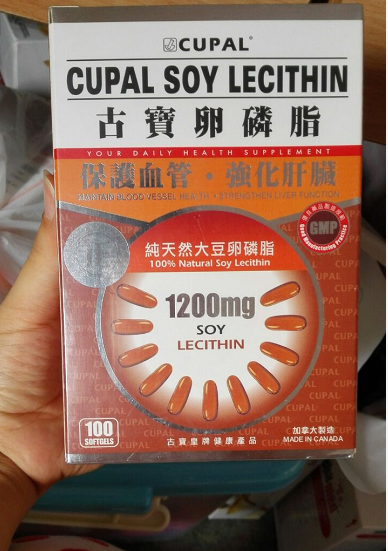 CUPAL®
CUPAL SOY LECITHIN
古寶卵磷脂
YOUR DAILY HEALTH SUPPLEMENT
保護血管·強化肝臟
MAINTAIN BLOOD VESSEL HEALTH • STRENGTHEN LIVER FUNCTION
GMP
Good Manufacturing Practice
純天然大豆卵磷脂
100% Natural Soy Lecithin
1200mg
SOY
LECITHIN
100
SOFTGELS
古寶皇牌健康產品
加拿大製造
MADE IN CANADA